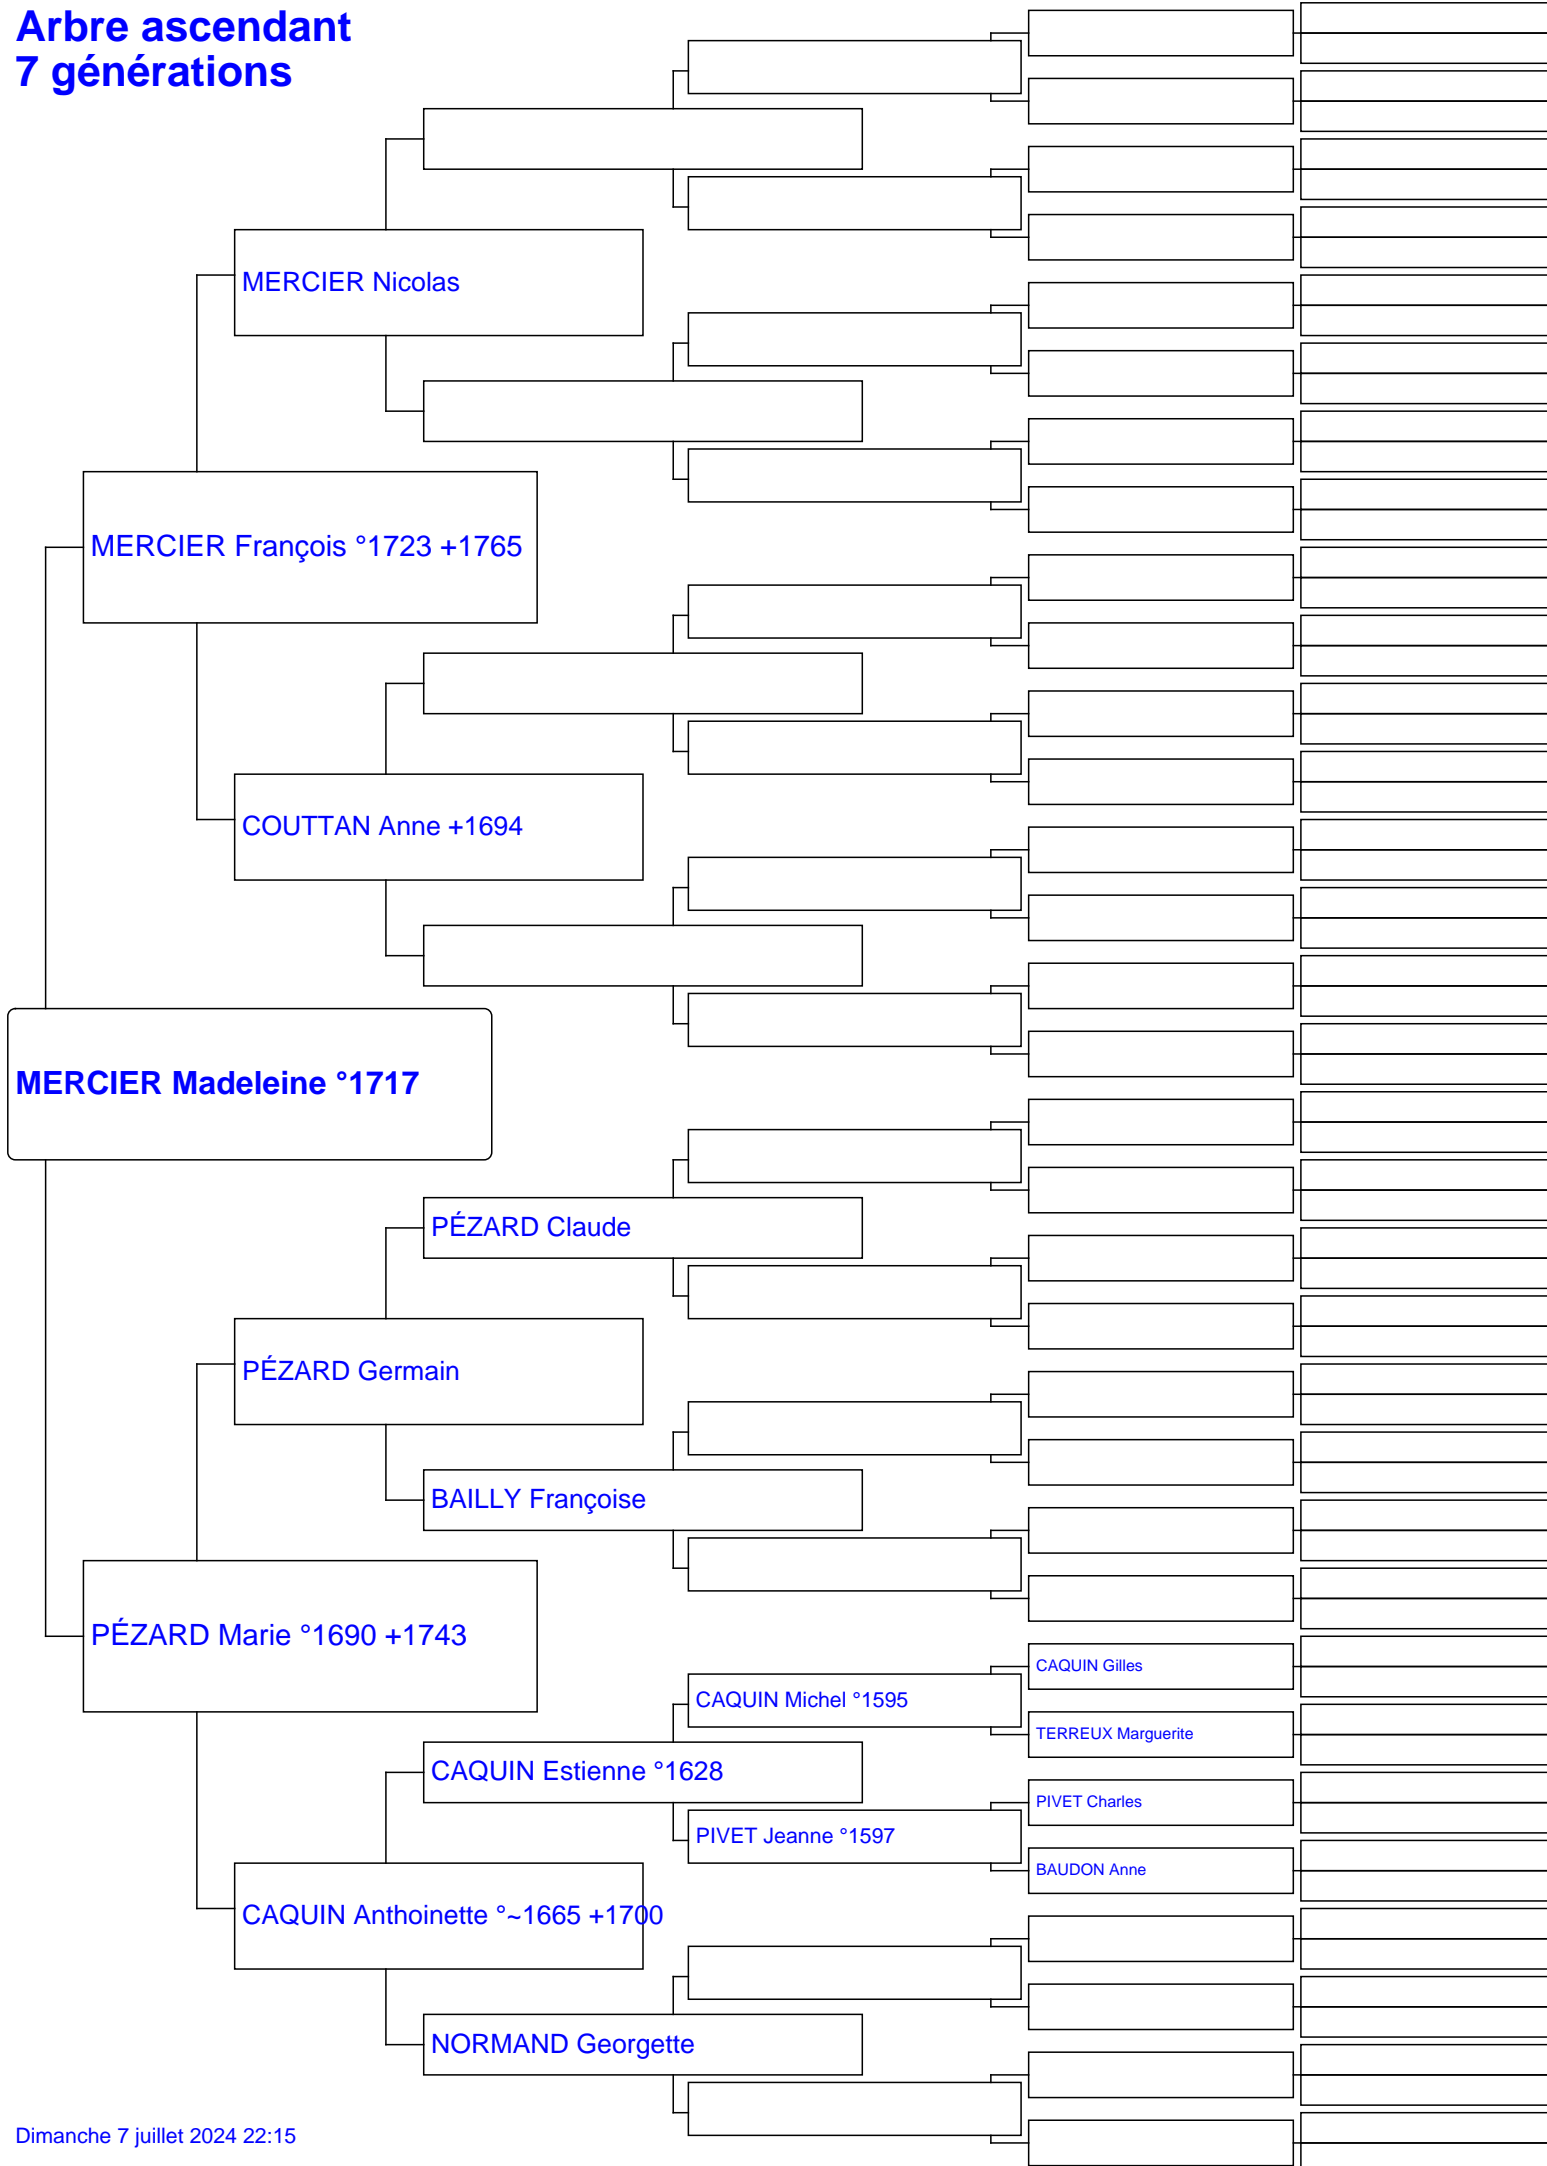 Arbre ascendant
7 générations
MERCIER Nicolas
MERCIER François °1723 +1765
COUTTAN Anne +1694
MERCIER Madeleine °1717
PÉZARD Claude
PÉZARD Germain
BAILLY Françoise
PÉZARD Marie °1690 +1743
CAQUIN Gilles
CAQUIN Michel °1595
TERREUX Marguerite
CAQUIN Estienne °1628
PIVET Charles
PIVET Jeanne °1597
BAUDON Anne
CAQUIN Anthoinette °~1665 +1700
NORMAND Georgette
Dimanche 7 juillet 2024 22:15